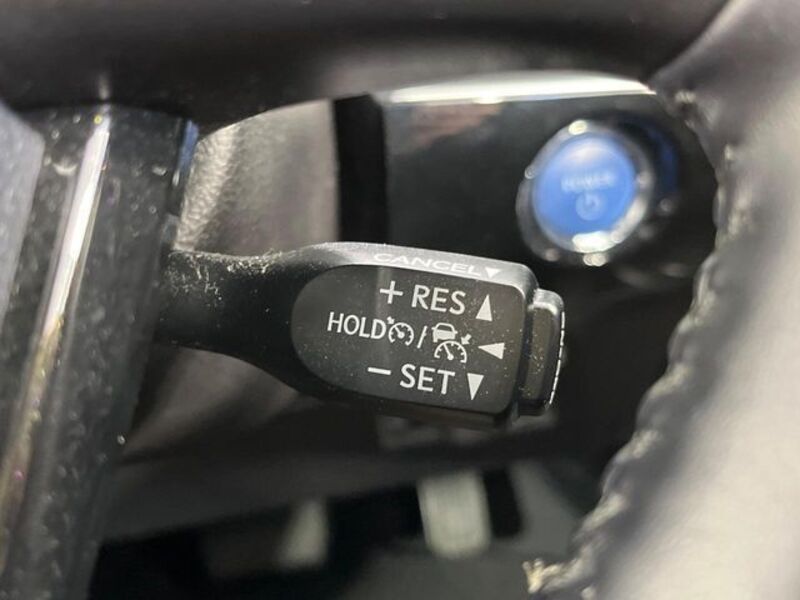 CANCEL▼
+ RES ▲
HOLD / ◀
− SET ▼
POWER